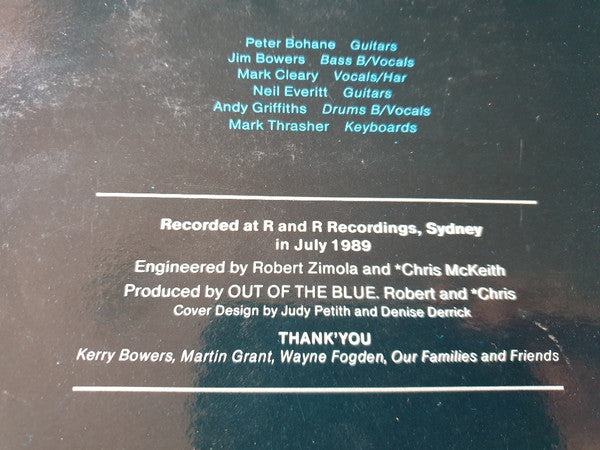 Peter Bohane Guitars
Jim Bowers Bass B/Vocals
Mark Cleary Vocals/Har
Neil Everitt Guitars
Andy Griffiths Drums B/Vocals
Mark Thrasher Keyboards
Recorded at R and R Recordings, Sydney
in July 1989
Engineered by Robert Zimola and *Chris McKeith
Produced by OUT OF THE BLUE. Robert and *Chris
Cover Design by Judy Petith and Denise Derrick
THANK'YOU
Kerry Bowers, Martin Grant, Wayne Fogden, Our Families and Friends